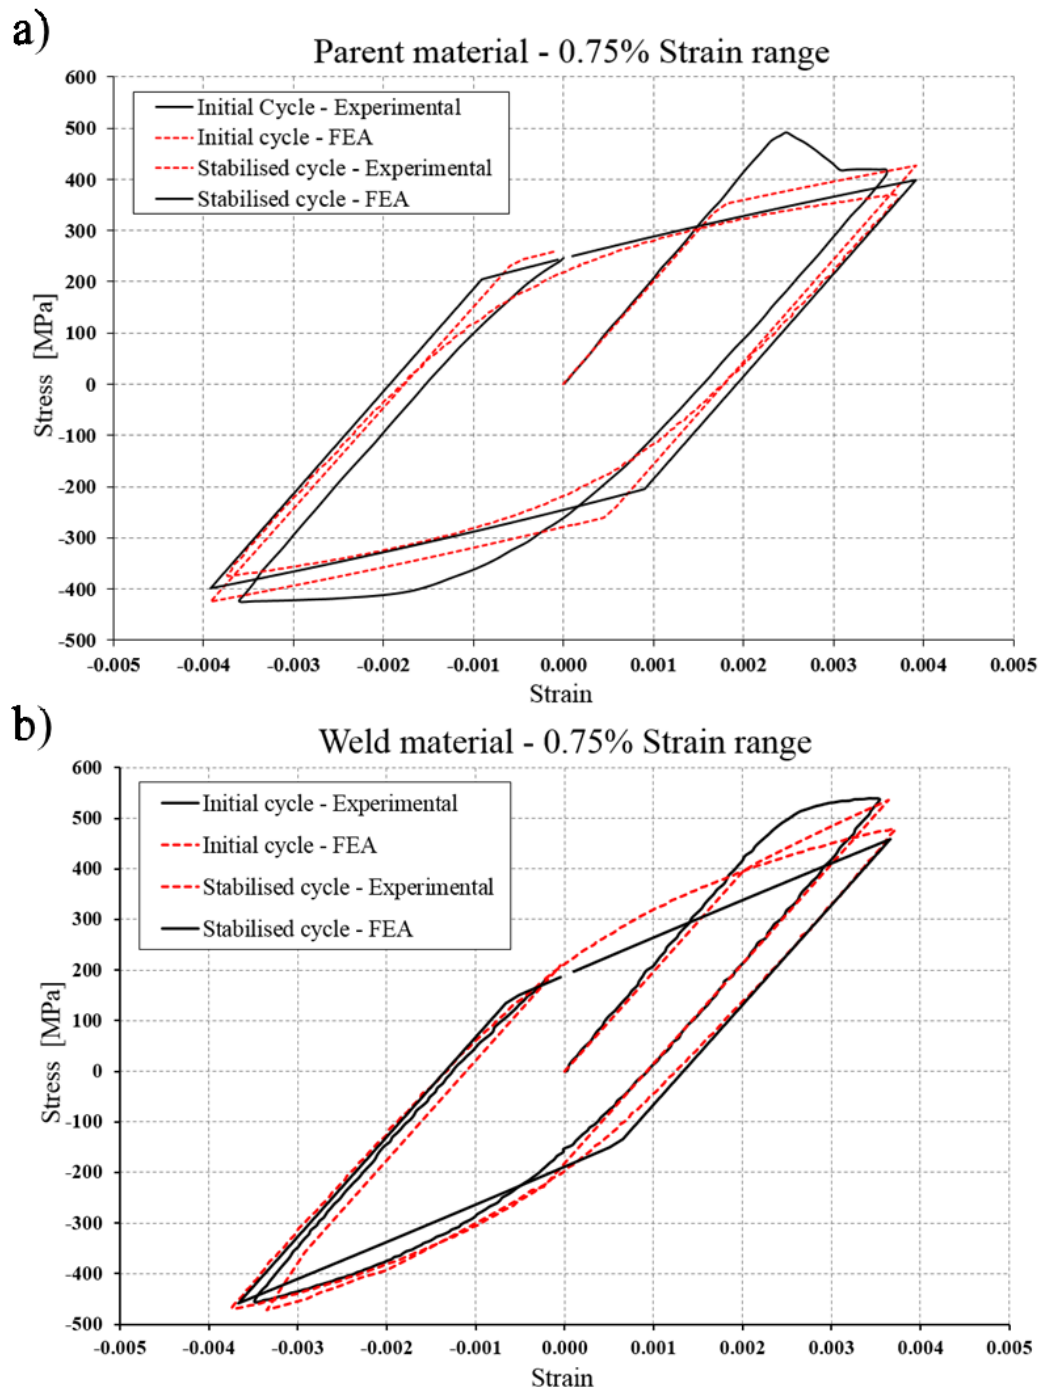 a)
Parent material - 0.75% Strain range
600
500
400
300
200
100
0
-100
-200
-300
-400
-500
Stress [MPa]
Initial Cycle - Experimental
Initial cycle - FEA
Stabilised cycle - Experimental
Stabilised cycle - FEA
-0.005 -0.004 -0.003 -0.002 -0.001 0.000 0.001 0.002 0.003 0.004 0.005
Strain
b)
Weld material - 0.75% Strain range
600
500
400
300
200
100
0
-100
-200
-300
-400
-500
Stress [MPa]
Initial cycle - Experimental
Initial cycle - FEA
Stabilised cycle - Experimental
Stabilised cycle - FEA
-0.005 -0.004 -0.003 -0.002 -0.001 0.000 0.001 0.002 0.003 0.004 0.005
Strain